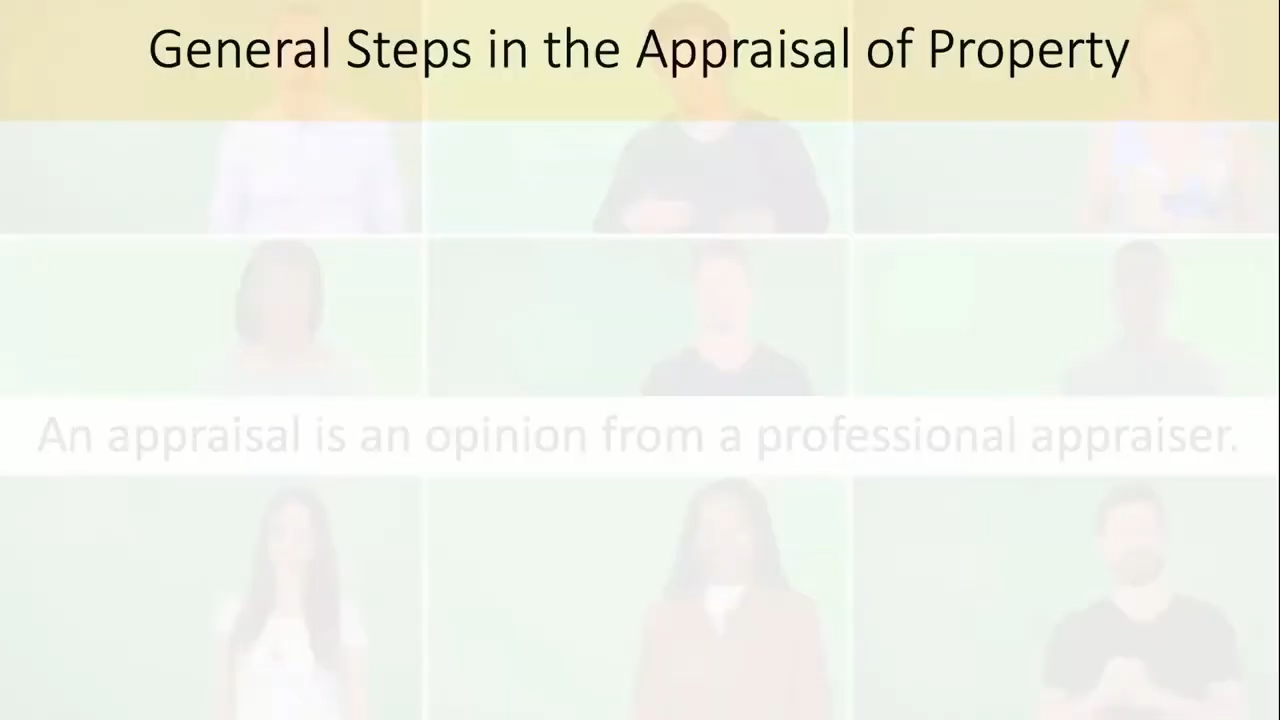 General Steps in the Appraisal of Property
An appraisal is an opinion from a professional appraiser.